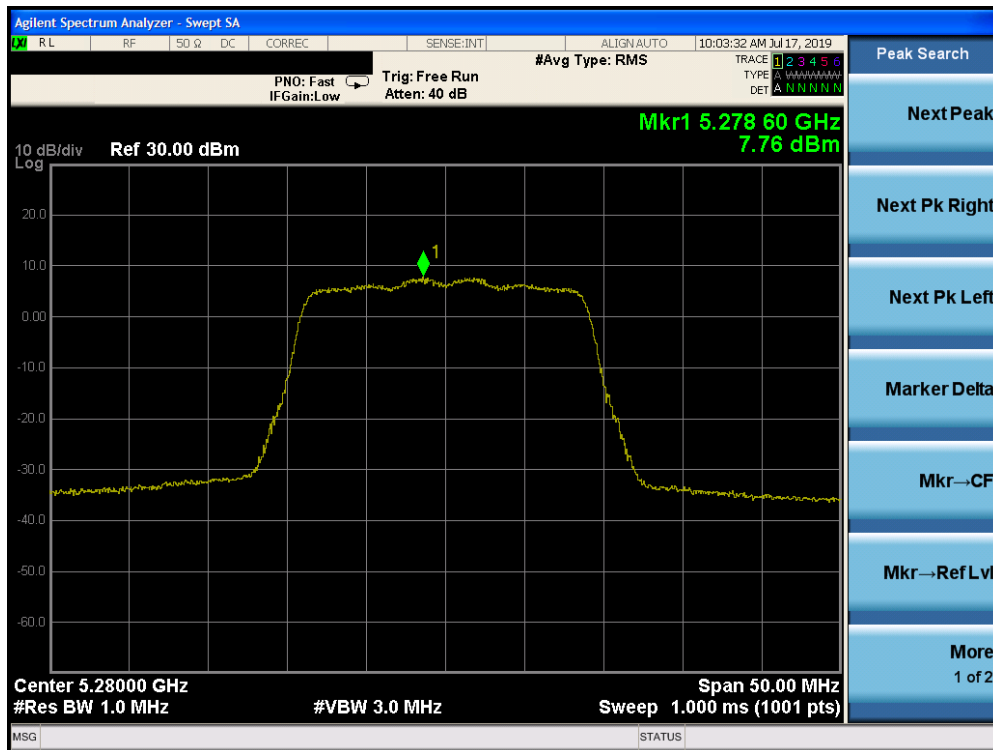 Agilent Spectrum Analyzer - Swept SA
LXI RL RF 50 Ω DC CORREC SENSE:INT ALIGN AUTO 10:03:32 AM Jul 17, 2019
Peak Search
#Avg Type: RMS
TRACE 1 2 3 4 5 6
PNO: Fast Trig: Free Run
TYPE A WWWWW
IFGain:Low Atten: 40 dB
DET A N N N N N
Mkr1 5.278 60 GHz
7.76 dBm
10 dB/div Ref 30.00 dBm
Log
20.0
10.0
0.00
-10.0
-20.0
-30.0
-40.0
-50.0
-60.0
1
Center 5.28000 GHz Span 50.00 MHz
#Res BW 1.0 MHz #VBW 3.0 MHz Sweep 1.000 ms (1001 pts)
MSG STATUS
Next Peak
Next Pk Right
Next Pk Left
Marker Delta
Mkr→CF
Mkr→Ref Lvl
More
1 of 2